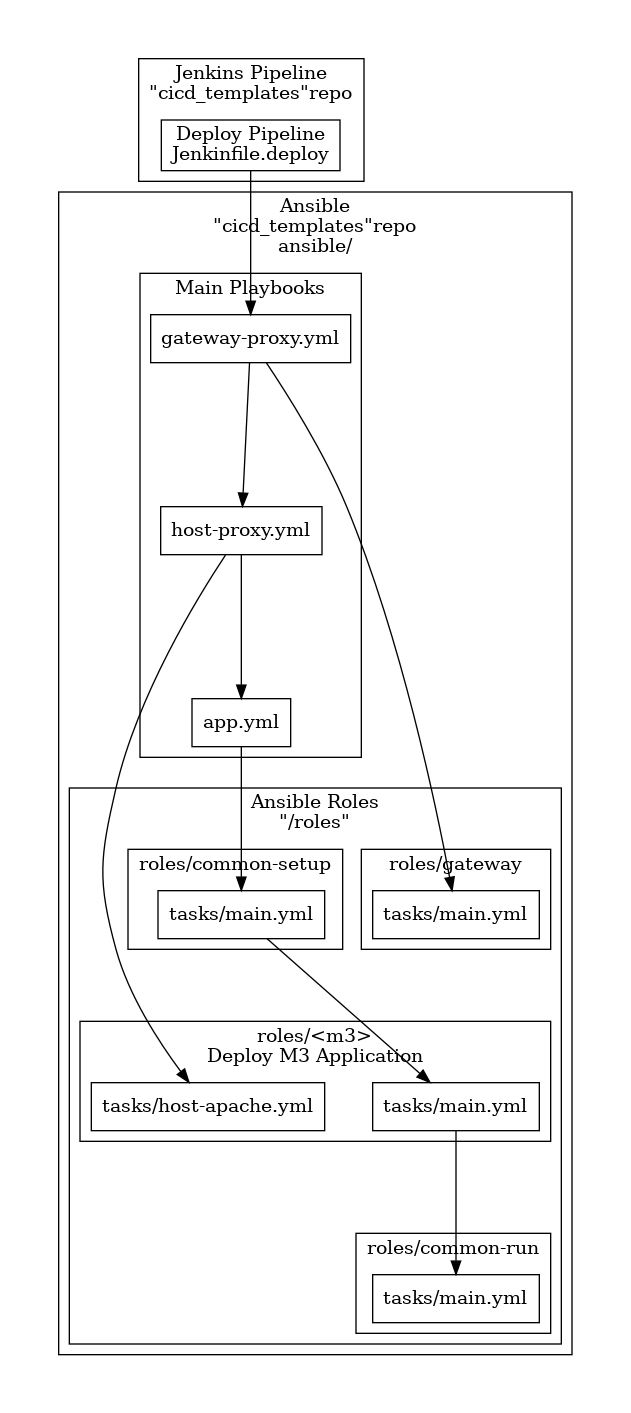 Jenkins Pipeline
"cicd_templates"repo
Deploy Pipeline
Jenkinfile.deploy
Ansible
"cicd_templates"repo
ansible/
Main Playbooks
gateway-proxy.yml
host-proxy.yml
app.yml
Ansible Roles
"/roles"
roles/common-setup
tasks/main.yml
roles/gateway
tasks/main.yml
roles/<m3>
Deploy M3 Application
tasks/host-apache.yml
tasks/main.yml
roles/common-run
tasks/main.yml